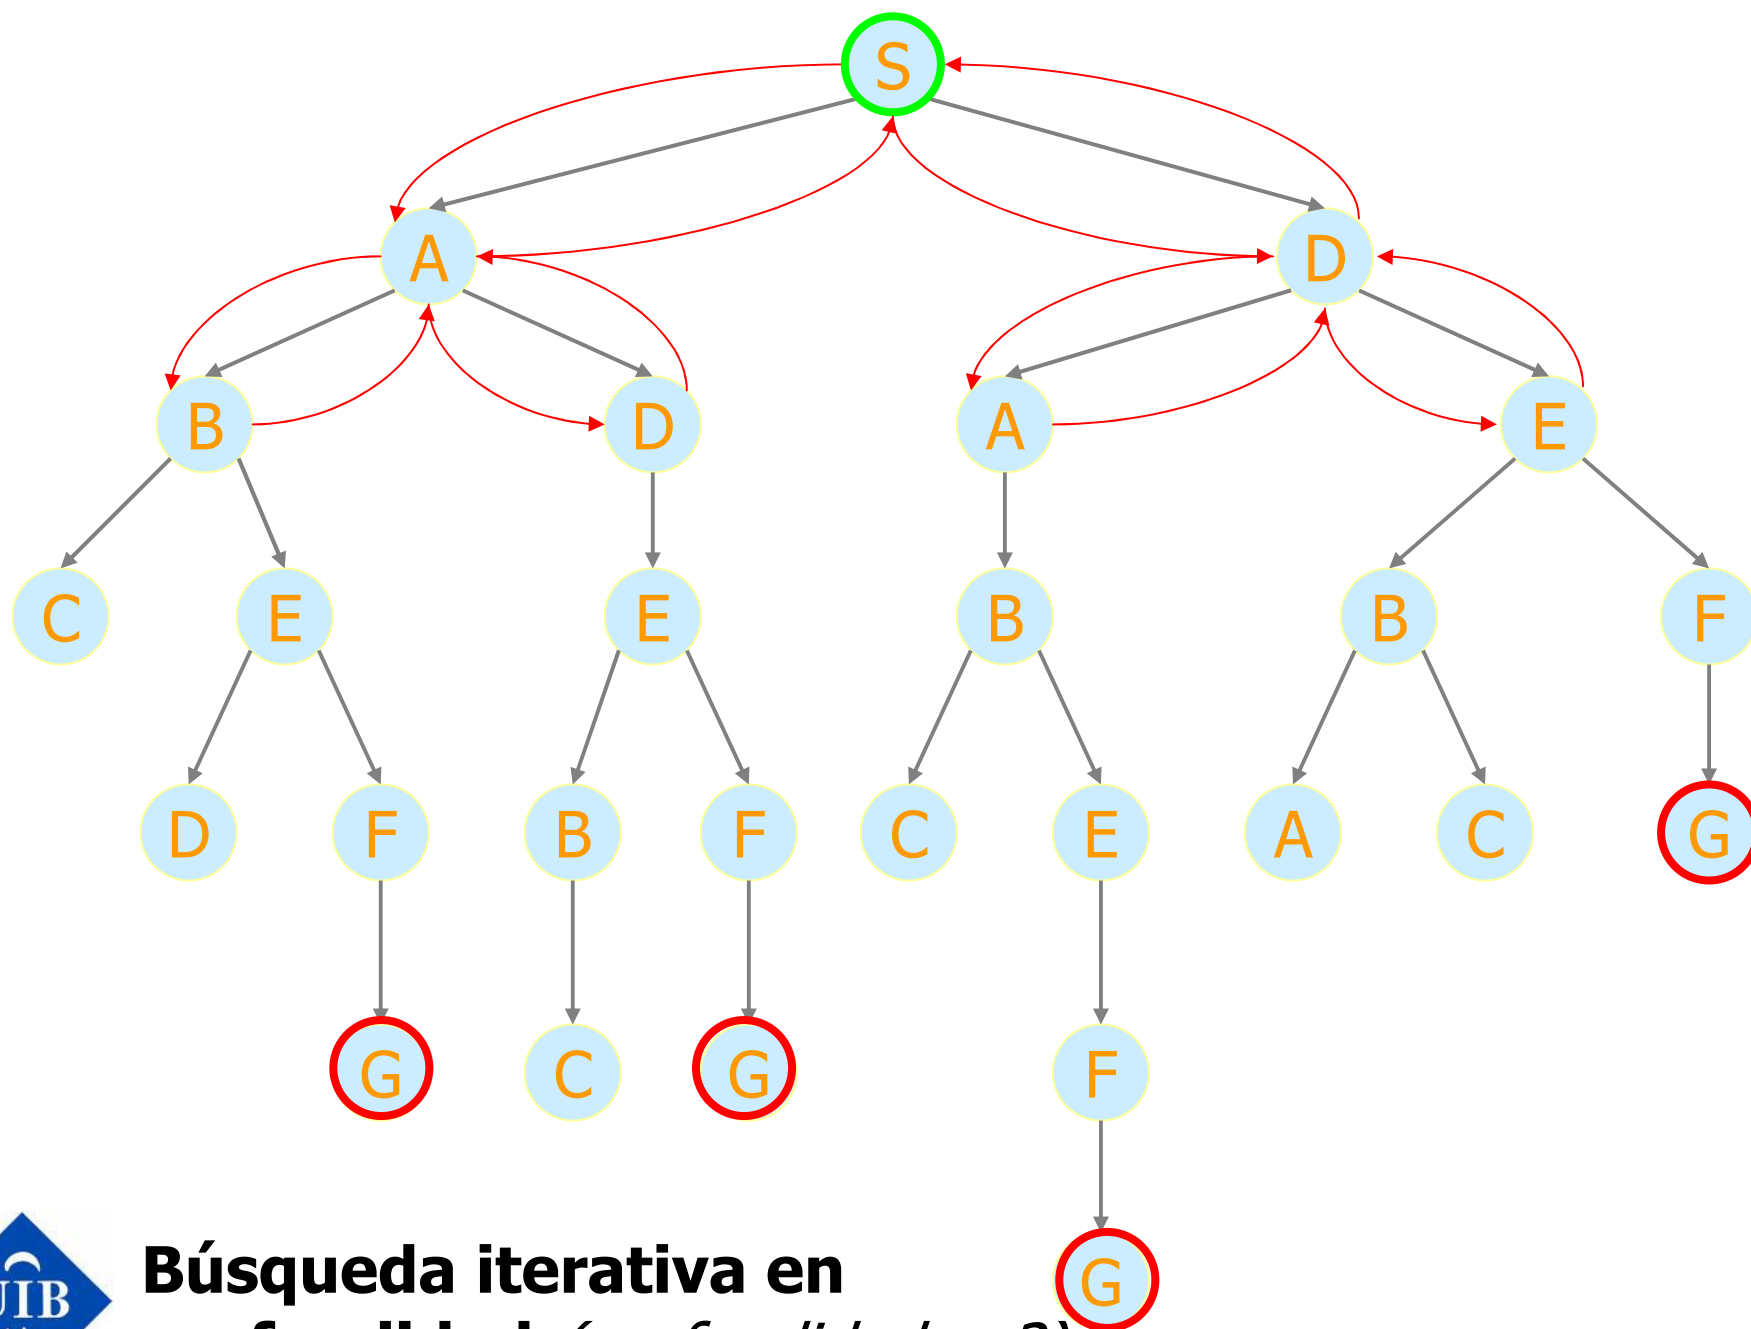 S
A D
B D A E
C E E B B F
D F B F C E A C G
G C G F
G
UIB
Búsqueda iterativa en